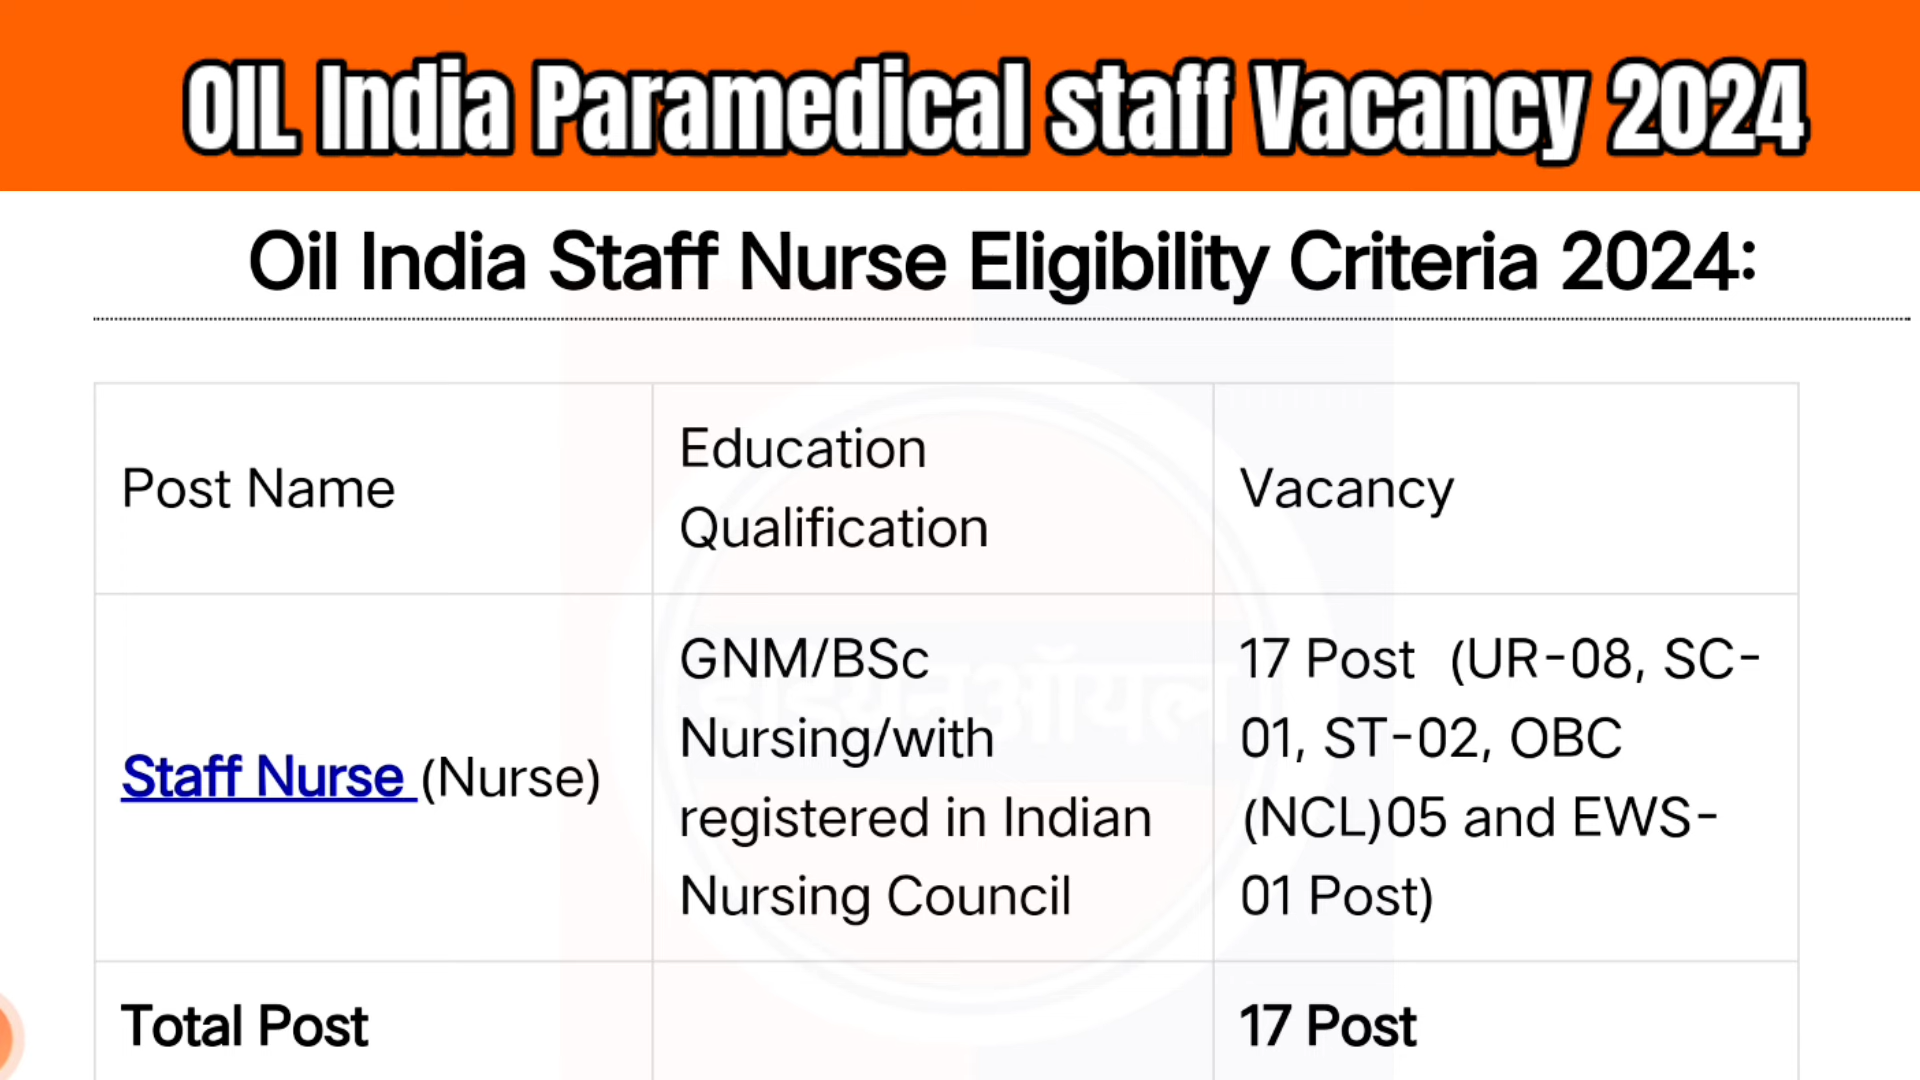 OIL India Paramedical staff Vacancy 2024
Oil India Staff Nurse Eligibility Criteria 2024:
Post Name
Education
Qualification
Vacancy
Staff Nurse (Nurse)
GNM/BSc
Nursing/with
registered in Indian
Nursing Council
17 Post (UR-08, SC-
01, ST-02, OBC
(NCL)05 and EWS-
01 Post)
Total Post
17 Post